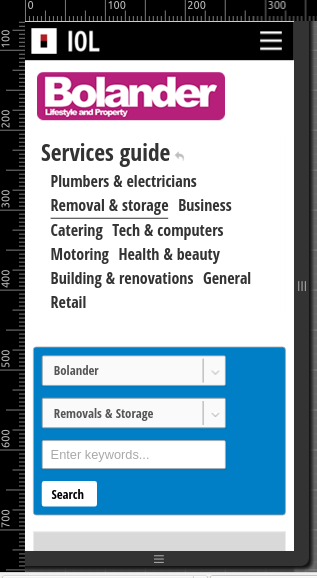 0 100 200 300
100
IOL
Bolander
Lifestyle and Property
200
Services guide
Plumbers & electricians
Removal & storage Business
300
Catering Tech & computers
Motoring Health & beauty
400
Building & renovations General
Retail
500
Bolander
Removals & Storage
600
Enter keywords...
Search
700